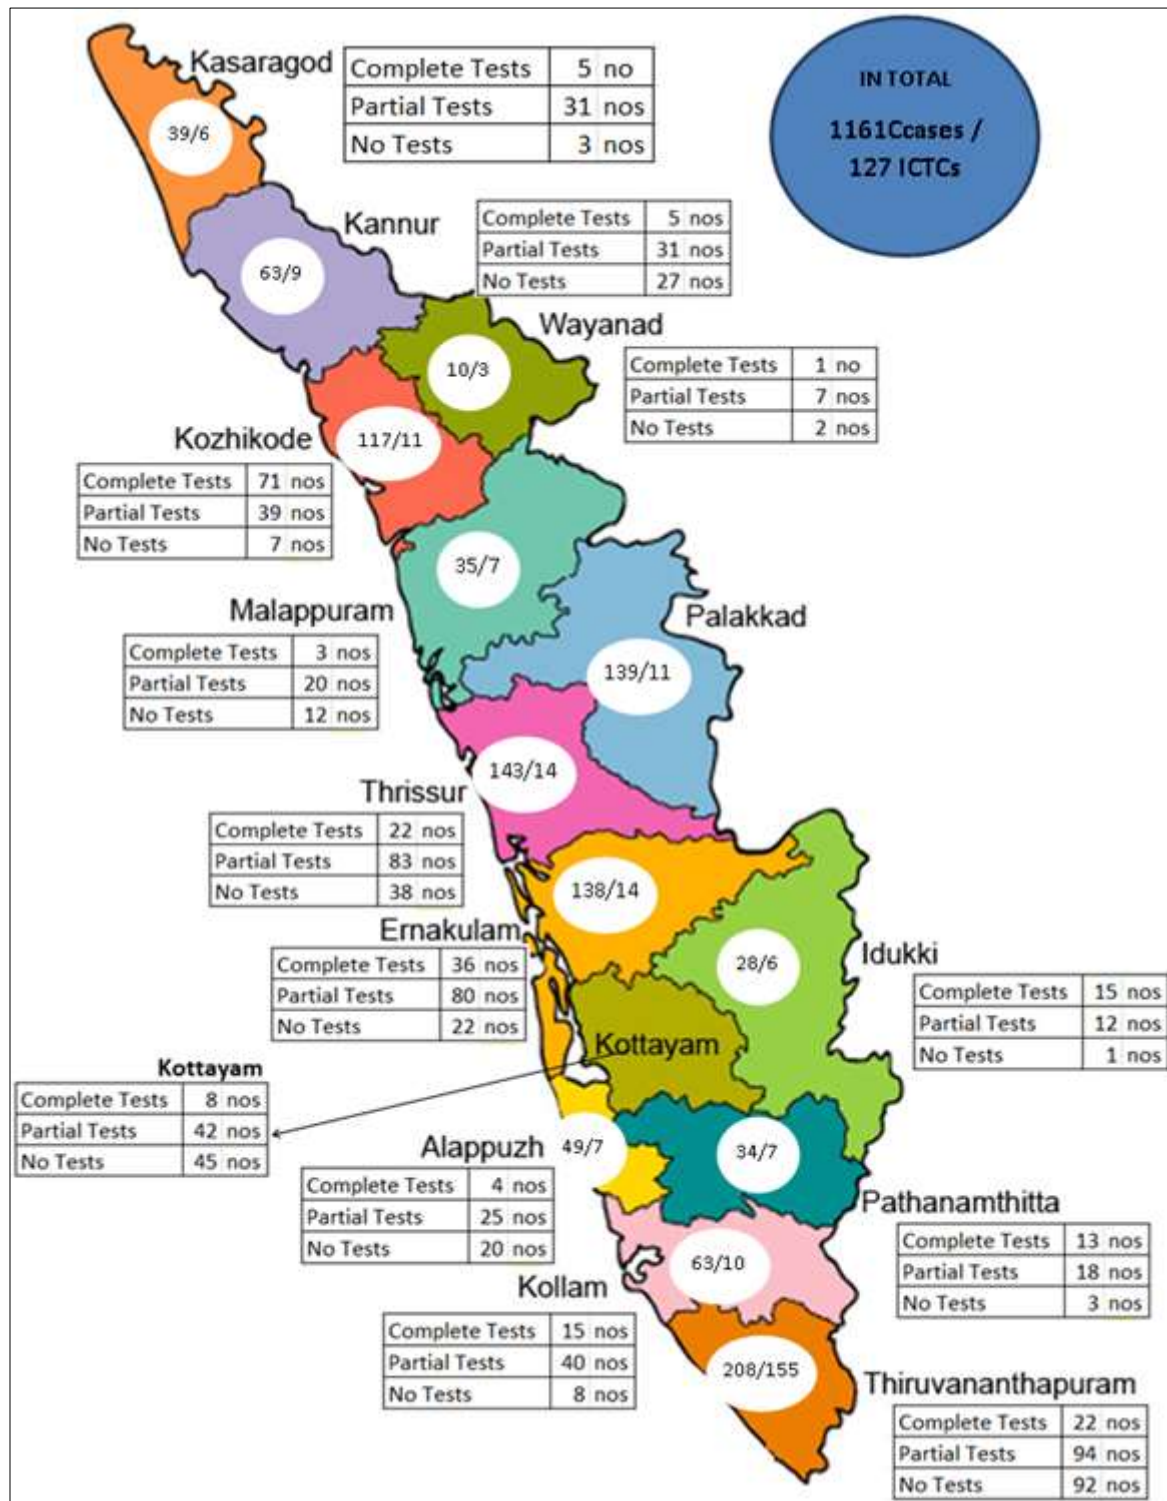 Kasaragod
Complete Tests 5 no
Partial Tests 31 nos
No Tests 3 nos
39/6
IN TOTAL
1161Ccases /
127 ICTCs
Kannur
Complete Tests 5 nos
Partial Tests 31 nos
No Tests 27 nos
63/9
Wayanad
Complete Tests 1 no
Partial Tests 7 nos
No Tests 2 nos
10/3
Kozhikode
117/11
Complete Tests 71 nos
Partial Tests 39 nos
No Tests 7 nos
35/7
Malappuram
Complete Tests 3 nos
Partial Tests 20 nos
No Tests 12 nos
Palakkad
139/11
143/14
Thrissur
Complete Tests 22 nos
Partial Tests 83 nos
No Tests 38 nos
138/14
Ernakulam
Complete Tests 36 nos
Partial Tests 80 nos
No Tests 22 nos
28/6
Idukki
Complete Tests 15 nos
Partial Tests 12 nos
No Tests 1 nos
Kottayam
Kottayam
Complete Tests 8 nos
Partial Tests 42 nos
No Tests 45 nos
Alappuzh
49/7
Complete Tests 4 nos
Partial Tests 25 nos
No Tests 20 nos
34/7
Pathanamthitta
Complete Tests 13 nos
Partial Tests 18 nos
No Tests 3 nos
63/10
Kollam
Complete Tests 15 nos
Partial Tests 40 nos
No Tests 8 nos
208/155
Thiruvananthapuram
Complete Tests 22 nos
Partial Tests 94 nos
No Tests 92 nos